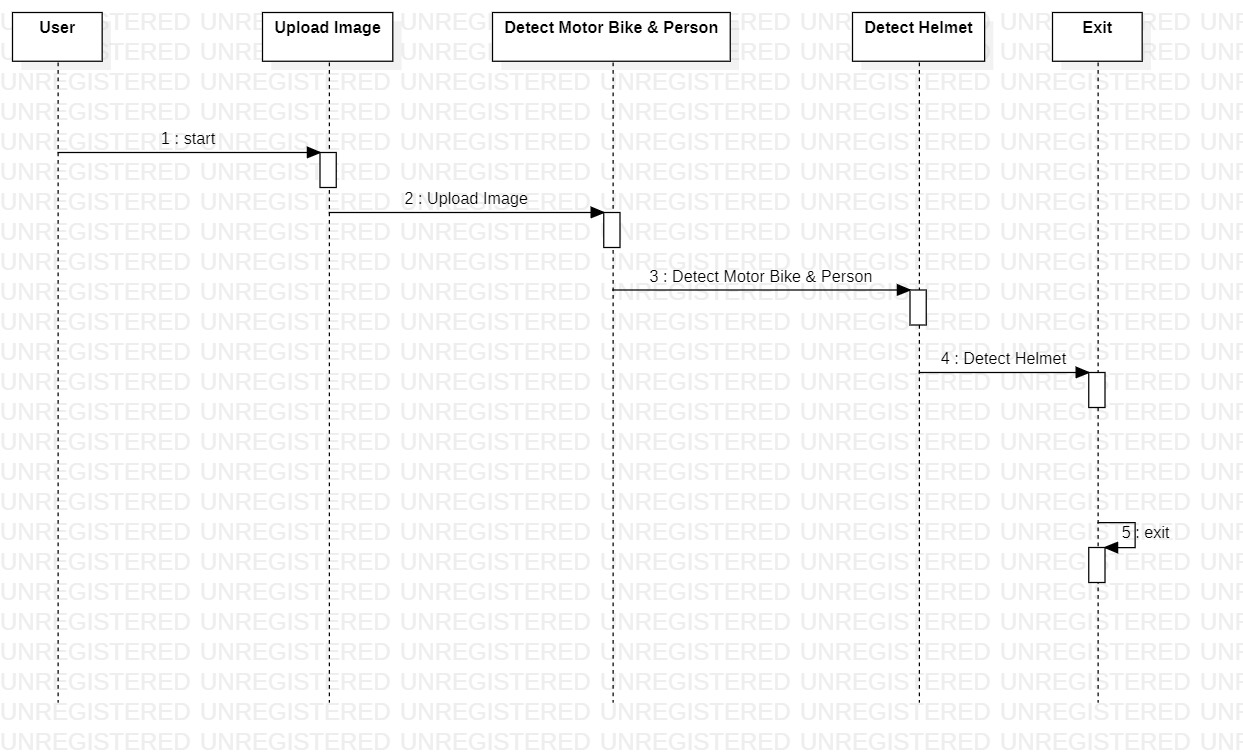 User
Upload Image
Detect Motor Bike & Person
Detect Helmet
Exit
1 : start
2 : Upload Image
3 : Detect Motor Bike & Person
4 : Detect Helmet
5 : exit
UNREGISTERED